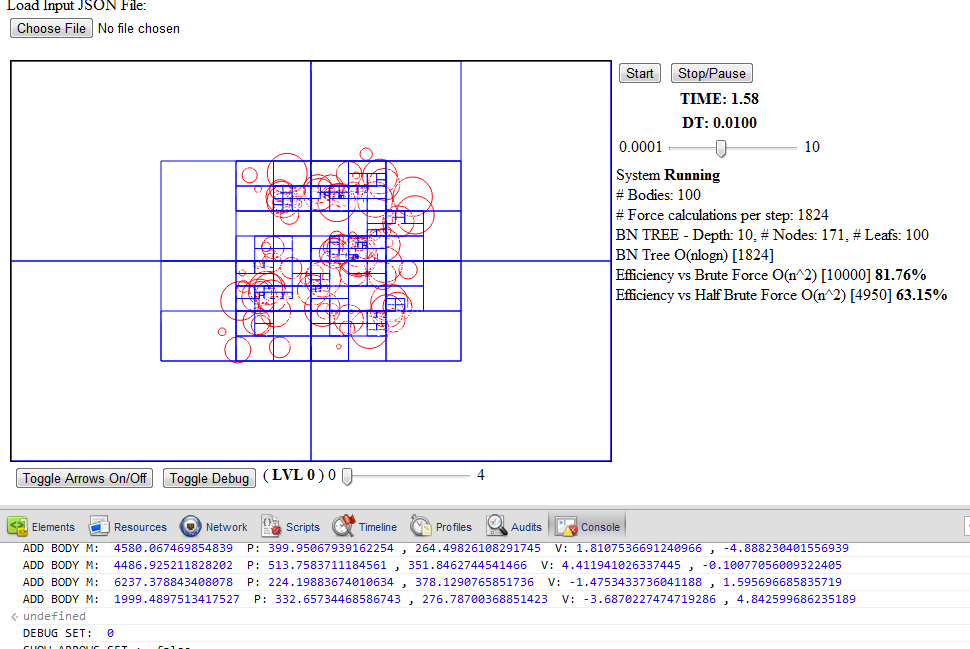 Load Input JSON File:
Choose File No file chosen
Start Stop/Pause
TIME: 1.58
DT: 0.0100
0.0001 10
System Running
# Bodies: 100
# Force calculations per step: 1824
BN TREE - Depth: 10, # Nodes: 171, # Leafs: 100
BN Tree O(nlogn) [1824]
Efficiency vs Brute Force O(n^2) [10000] 81.76%
Efficiency vs Half Brute Force O(n^2) [4950] 63.15%
Toggle Arrows On/Off Toggle Debug ( LVL 0 ) 0 4
Elements Resources Network Scripts Timeline Profiles Audits Console
ADD BODY M: 4580.067469854839 P: 399.95067939162254 , 264.49826108291745 V: 1.8107536691240966 , -4.888230401556939
ADD BODY M: 4486.925211828202 P: 513.7583711184561 , 351.8462744541466 V: 4.411941026337445 , -0.10077056009322405
ADD BODY M: 6237.378843408078 P: 224.19883674010634 , 378.1290765851736 V: -1.4753433736041188 , 1.595696685835719
ADD BODY M: 1999.4897513417527 P: 332.65734468586743 , 276.78700368851423 V: -3.6870227474719286 , 4.842599686235189
undefined
DEBUG SET: 0
SHOW ARROWS SET : false